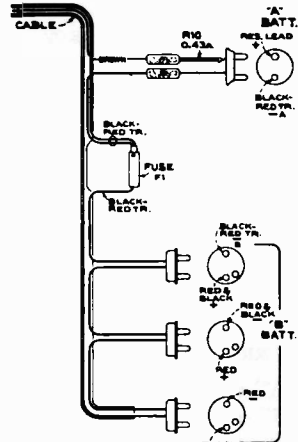 CABLE
BROWN
R10
0.43Ω
"A"
BATT.
RES. LEAD
+
BLACK-
RED TR.
— A
BLACK-
RED TR.
FUSE
F1
BLACK-
RED TR.
BLACK-
RED TR.
— B
RED &
BLACK
+
RED &
BLACK
—
"B"
BATT.
RED
+
RED
—